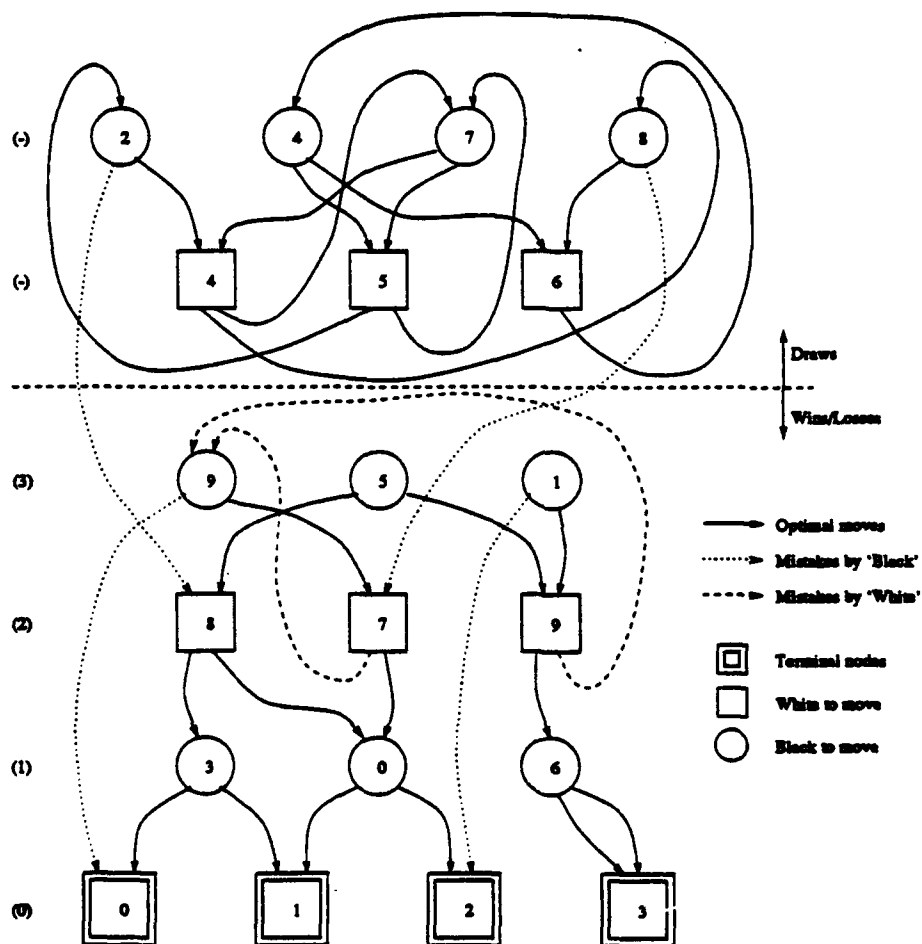 (-) 2 4 7 8
(-) 4 5 6
Draws
Wins/Losses
(3) 9 5 1
Optimal moves
Mistakes by 'Black'
Mistakes by 'White'
(2) 8 7 9
Terminal nodes
White to move
Black to move
(1) 3 0 6
(0) 0 1 2 3